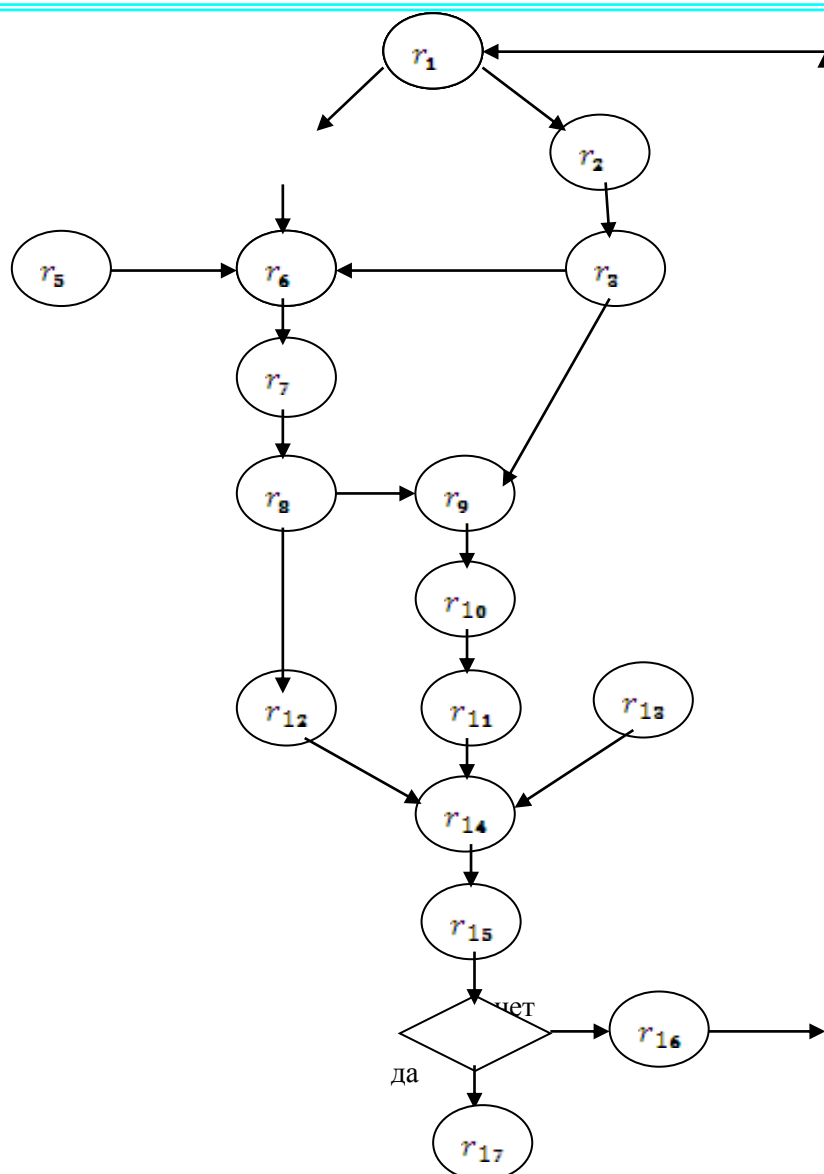 r₁
r₂
r₅ r₆ r₃
r₇
r₈ r₉
r₁₀
r₁₂ r₁₁ r₁₃
r₁₄
r₁₅
нет
r₁₆
да
r₁₇